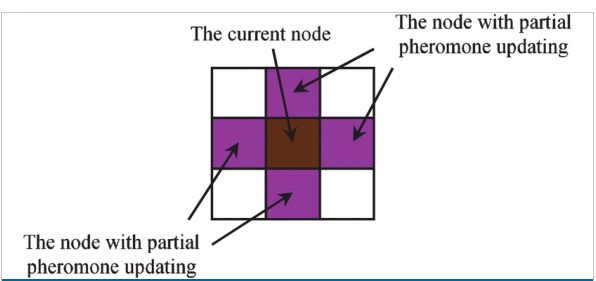 The current node
The node with partial
pheromone updating
The node with partial
pheromone updating